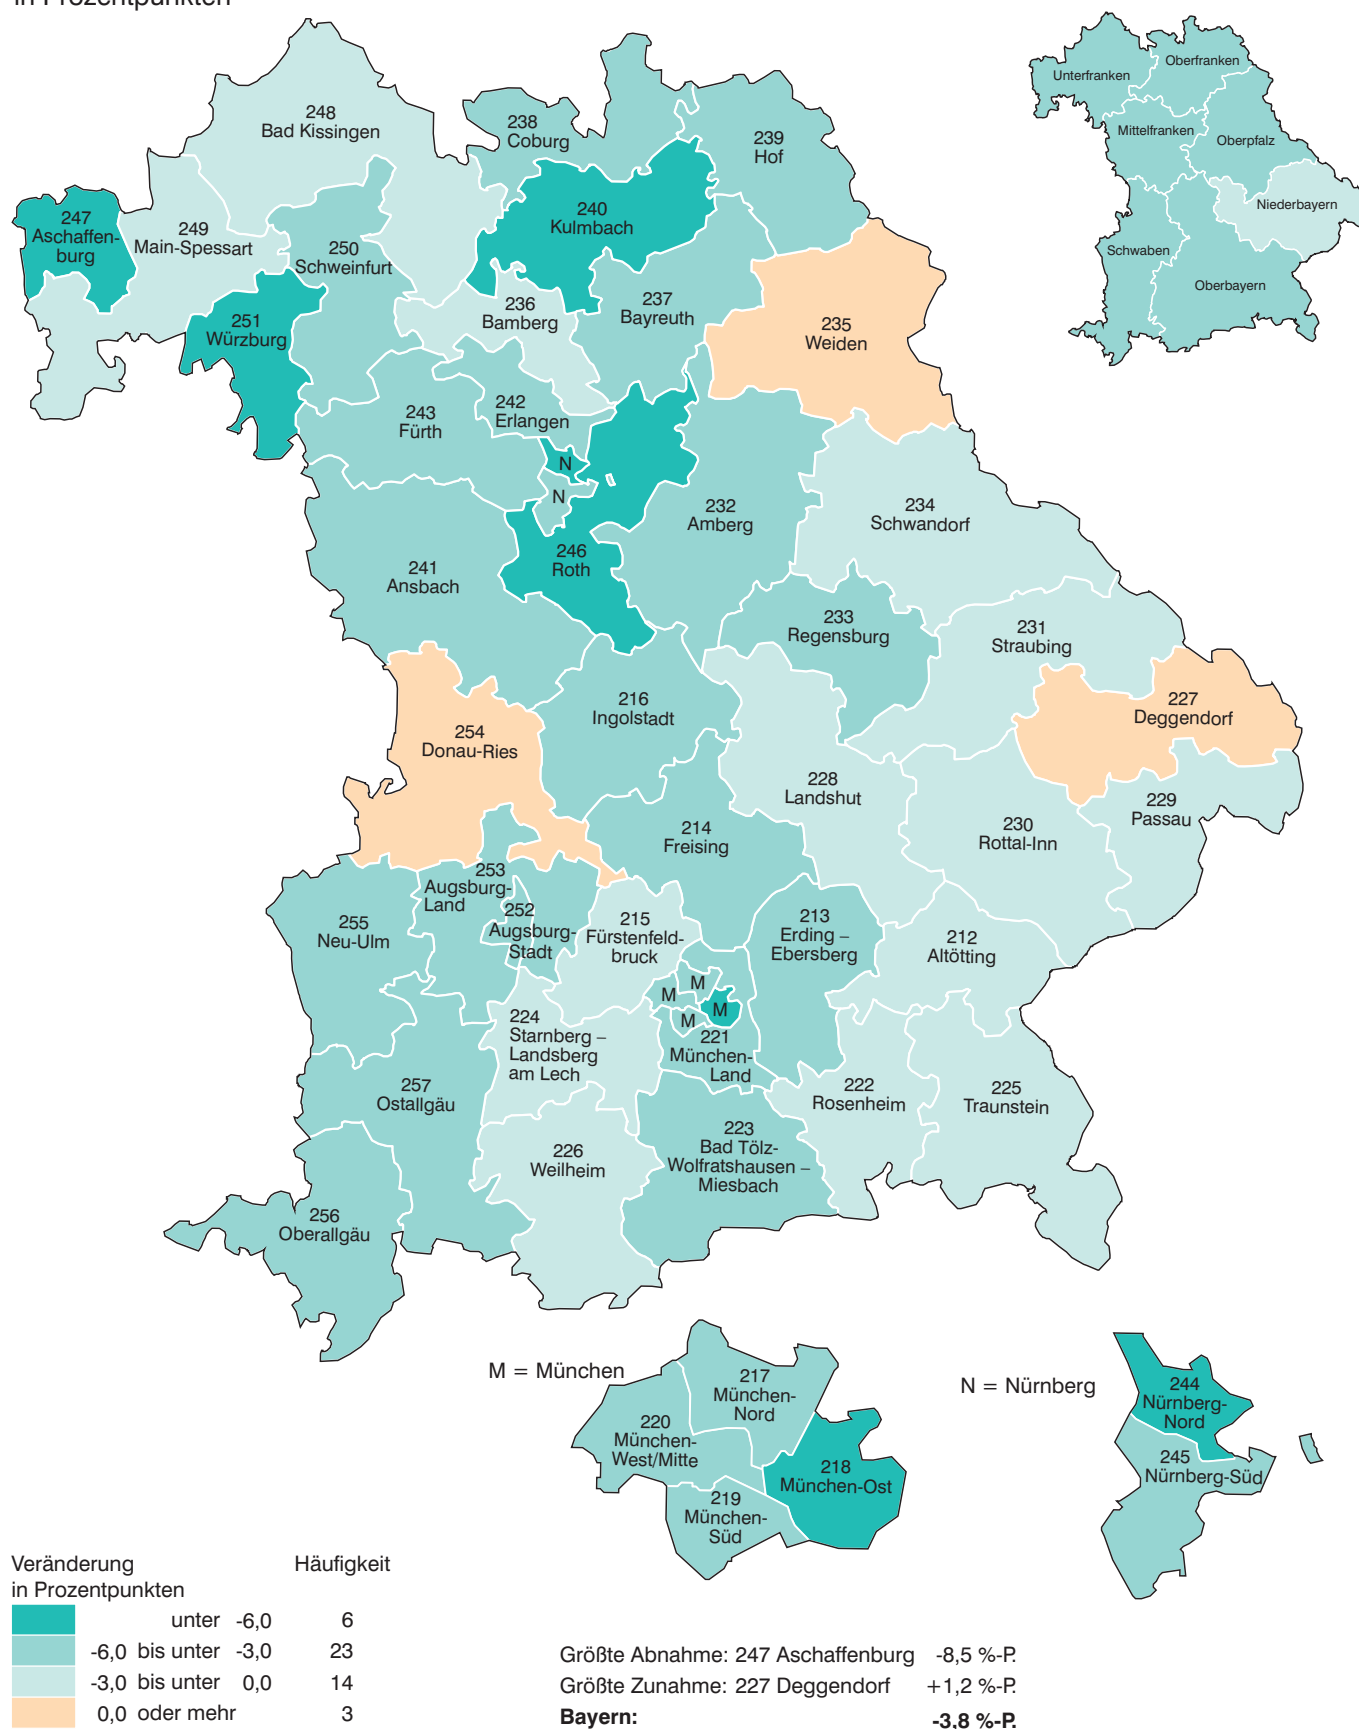 in Prozentpunkten
248
Bad Kissingen
238
Coburg
239
Hof
247
Aschaffen-
burg
249
Main-Spessart
250
Schweinfurt
240
Kulmbach
251
Würzburg
236
Bamberg
237
Bayreuth
235
Weiden
243
Fürth
242
Erlangen
N
N
232
Amberg
234
Schwandorf
241
Ansbach
246
Roth
233
Regensburg
231
Straubing
216
Ingolstadt
227
Deggendorf
254
Donau-Ries
228
Landshut
229
Passau
214
Freising
230
Rottal-Inn
253
Augsburg-
Land
252
Augsburg-
Stadt
255
Neu-Ulm
215
Fürstenfeld-
bruck
213
Erding –
Ebersberg
212
Altötting
M
M
M
M
221
München-
Land
224
Starnberg –
Landsberg
am Lech
257
Ostallgäu
222
Rosenheim
225
Traunstein
226
Weilheim
223
Bad Tölz-
Wolfratshausen –
Miesbach
256
Oberallgäu
Unterfranken
Oberfranken
Mittelfranken
Oberpfalz
Niederbayern
Schwaben
Oberbayern
M = München
217
München-
Nord
220
München-
West/Mitte
218
München-Ost
219
München-
Süd
N = Nürnberg
244
Nürnberg-
Nord
245
Nürnberg-Süd
Veränderung Häufigkeit
in Prozentpunkten
unter -6,0 6
-6,0 bis unter -3,0 23
-3,0 bis unter 0,0 14
0,0 oder mehr 3
Größte Abnahme: 247 Aschaffenburg -8,5 %-P.
Größte Zunahme: 227 Deggendorf +1,2 %-P.
Bayern: -3,8 %-P.